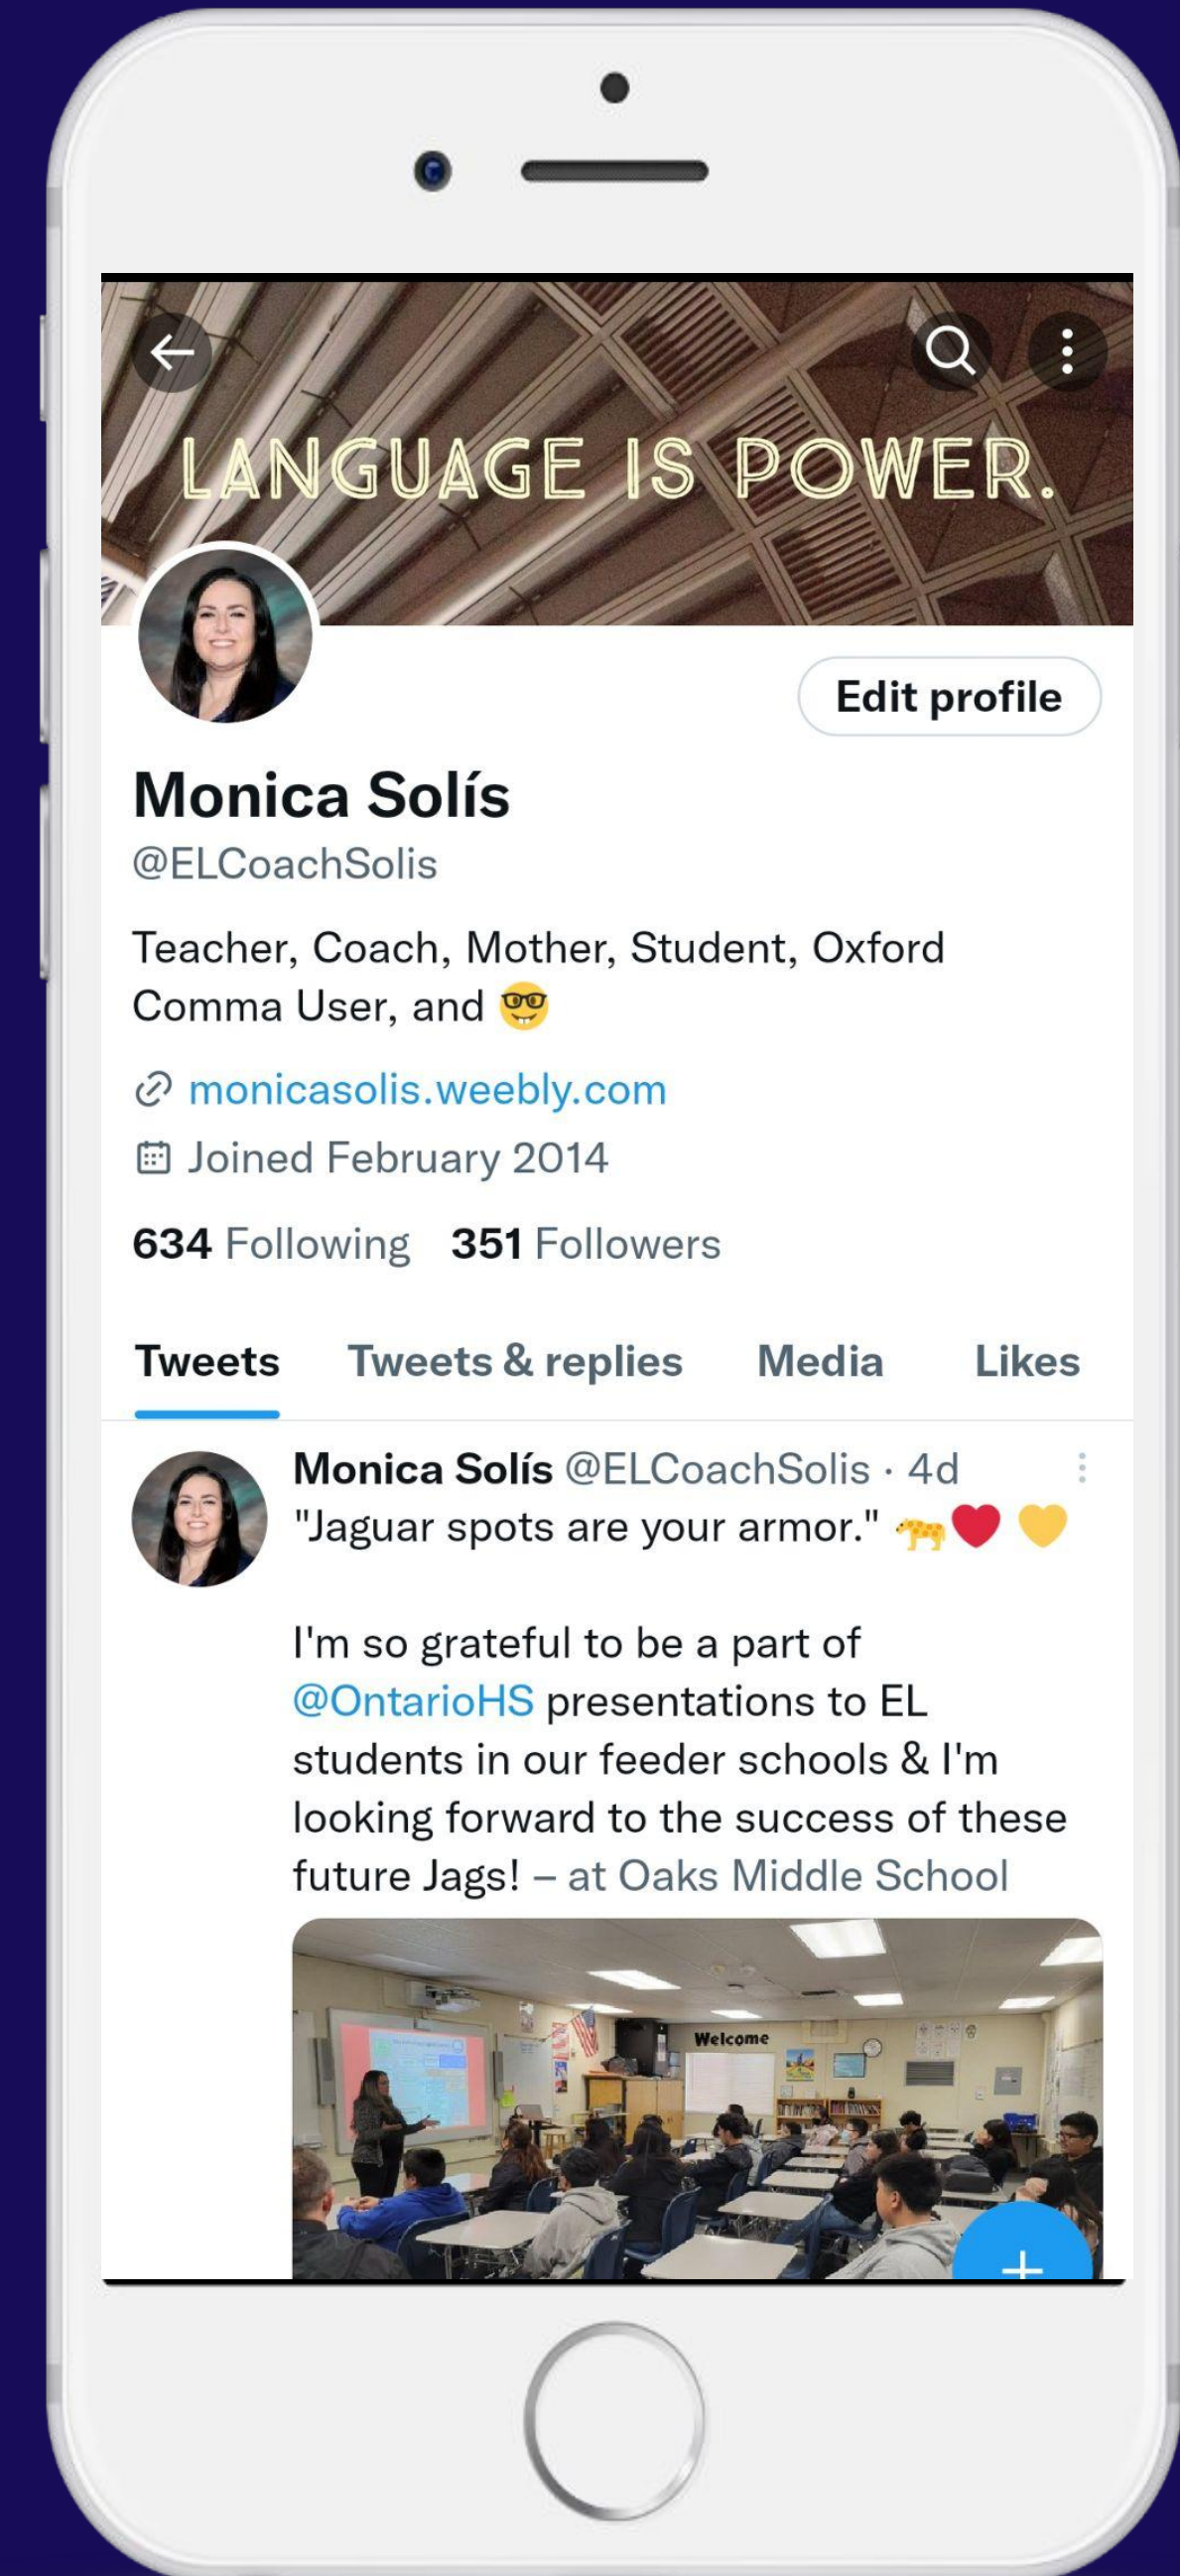 LANGUAGE IS POWER.
Edit profile
Monica Solís
@ELCoachSolis
Teacher, Coach, Mother, Student, Oxford
Comma User, and 🤓
monicasolis.weebly.com
Joined February 2014
634 Following 351 Followers
Tweets Tweets & replies Media Likes
Monica Solís @ELCoachSolis · 4d
"Jaguar spots are your armor." 🐆❤️ 💛
I'm so grateful to be a part of
@OntarioHS presentations to EL
students in our feeder schools & I'm
looking forward to the success of these
future Jags! – at Oaks Middle School
Welcome